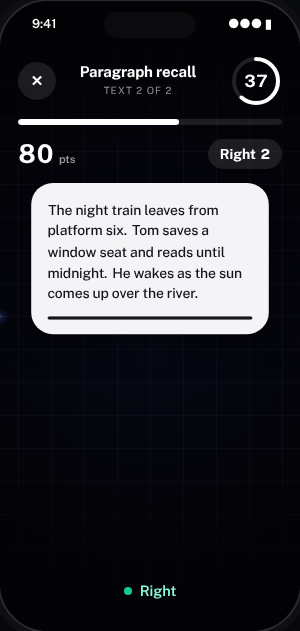 9:41
Paragraph recall
TEXT 2 OF 2
37
80 pts
Right 2
The night train leaves from
platform six. Tom saves a
window seat and reads until
midnight. He wakes as the sun
comes up over the river.
Right